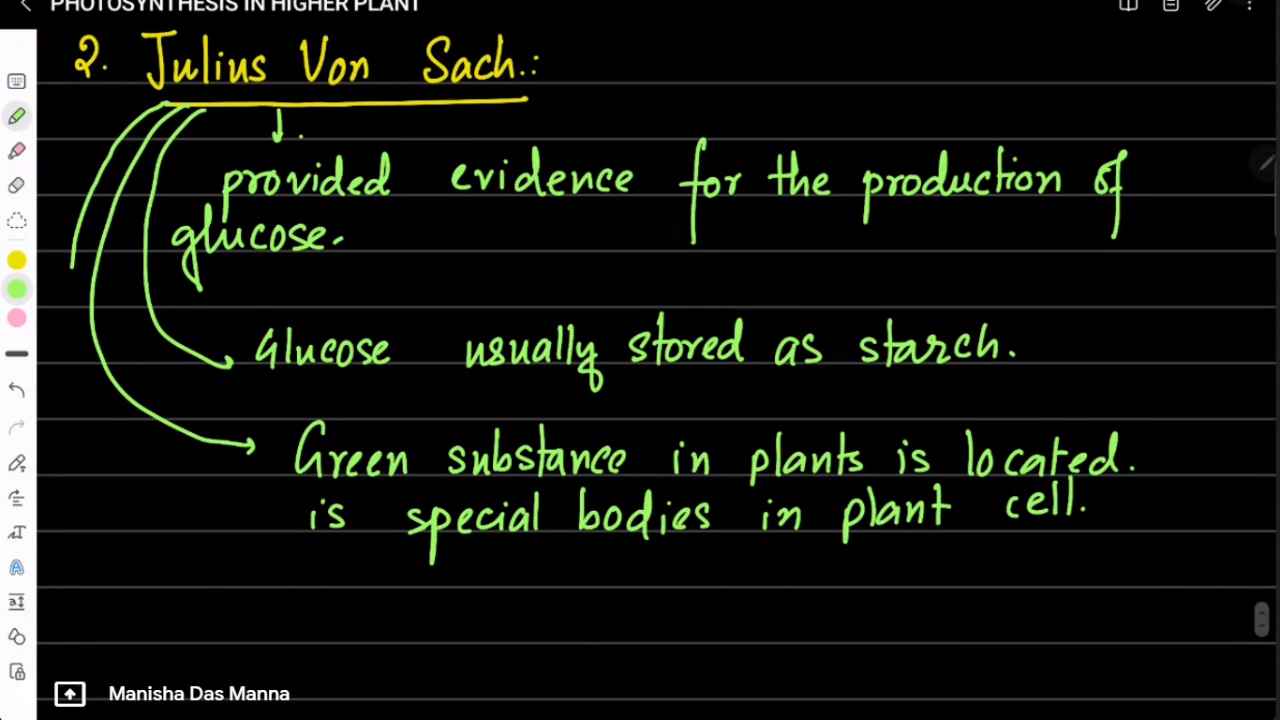 PHOTOSYNTHESIS IN HIGHER PLANT
2. Julius Von Sach.:
provided evidence for the production of
glucose.
Glucose usually stored as starch.
Green substance in plants is located.
is special bodies in plant cell.
Manisha Das Manna